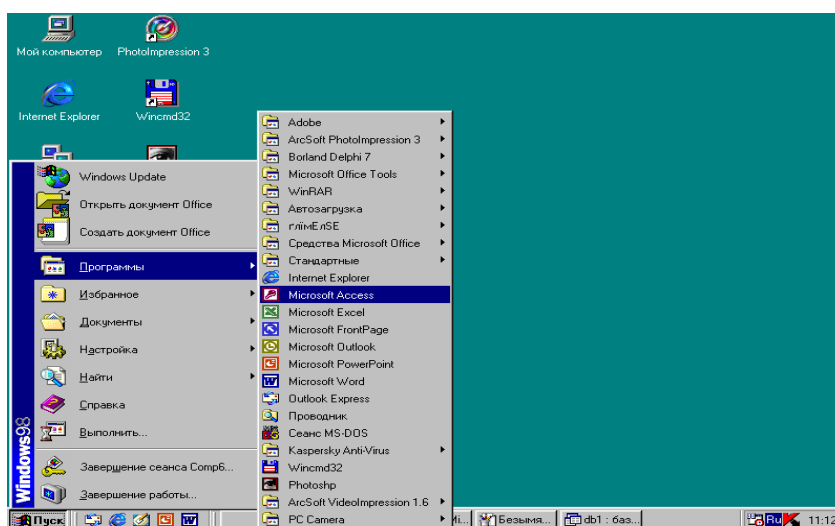 Мой компьютер
PhotoImpression 3
Internet Explorer
Wincmd32
Windows Update
Открыть документ Office
Создать документ Office
Программы
Избранное
Документы
Настройка
Найти
Справка
Выполнить...
Завершение сеанса Comp6...
Завершение работы...
Windows98
Adobe
ArcSoft PhotoImpression 3
Borland Delphi 7
Microsoft Office Tools
WinRAR
Автозагрузка
Средства Microsoft Office
Стандартные
Internet Explorer
Microsoft Access
Microsoft Excel
Microsoft FrontPage
Microsoft Outlook
Microsoft PowerPoint
Microsoft Word
Outlook Express
Проводник
Сеанс MS-DOS
Kaspersky Anti-Virus
Wincmd32
Photoshp
ArcSoft VideoImpression 1.6
PC Camera
Пуск
Безымя...
db1 : баз...
Ru
11:12